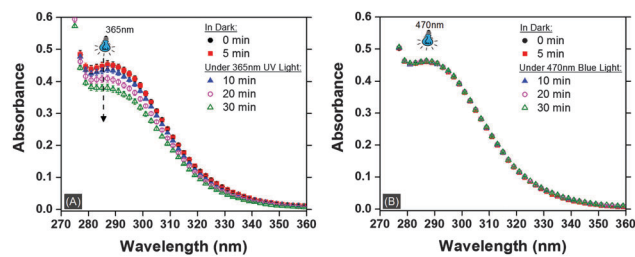 365nm
In Dark:
0 min
5 min
Under 365nm UV Light:
10 min
20 min
30 min
Absorbance
0.6
0.5
0.4
0.3
0.2
0.1
0.0
(A)
270 280 290 300 310 320 330 340 350 360
Wavelength (nm)
470nm
In Dark:
0 min
5 min
Under 470nm Blue Light:
10 min
20 min
30 min
Absorbance
0.6
0.5
0.4
0.3
0.2
0.1
0.0
(B)
270 280 290 300 310 320 330 340 350 360
Wavelength (nm)